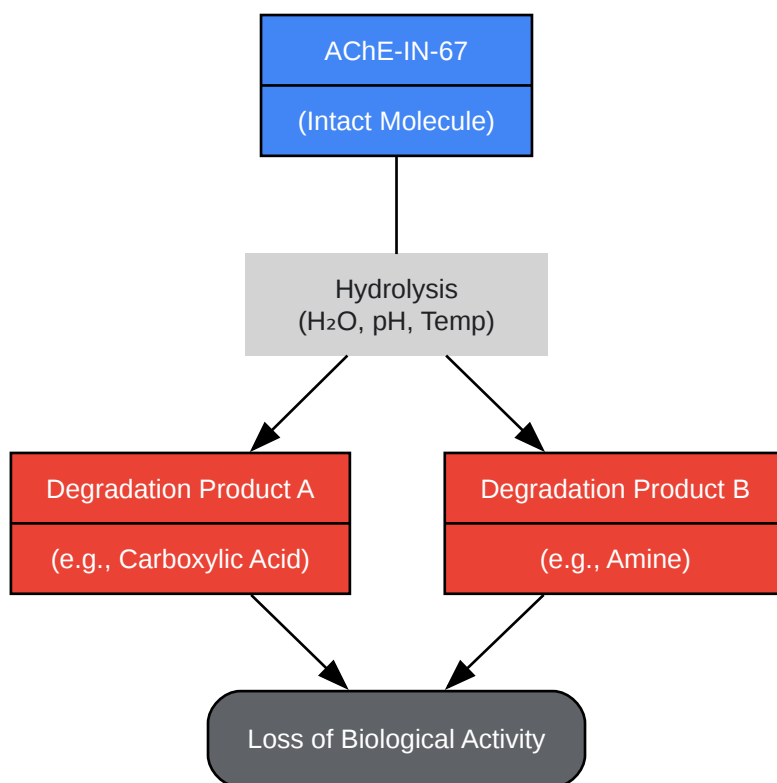 AChE-IN-67
(Intact Molecule)
Hydrolysis
(H₂O, pH, Temp)
Degradation Product A
(e.g., Carboxylic Acid)
Degradation Product B
(e.g., Amine)
Loss of Biological Activity